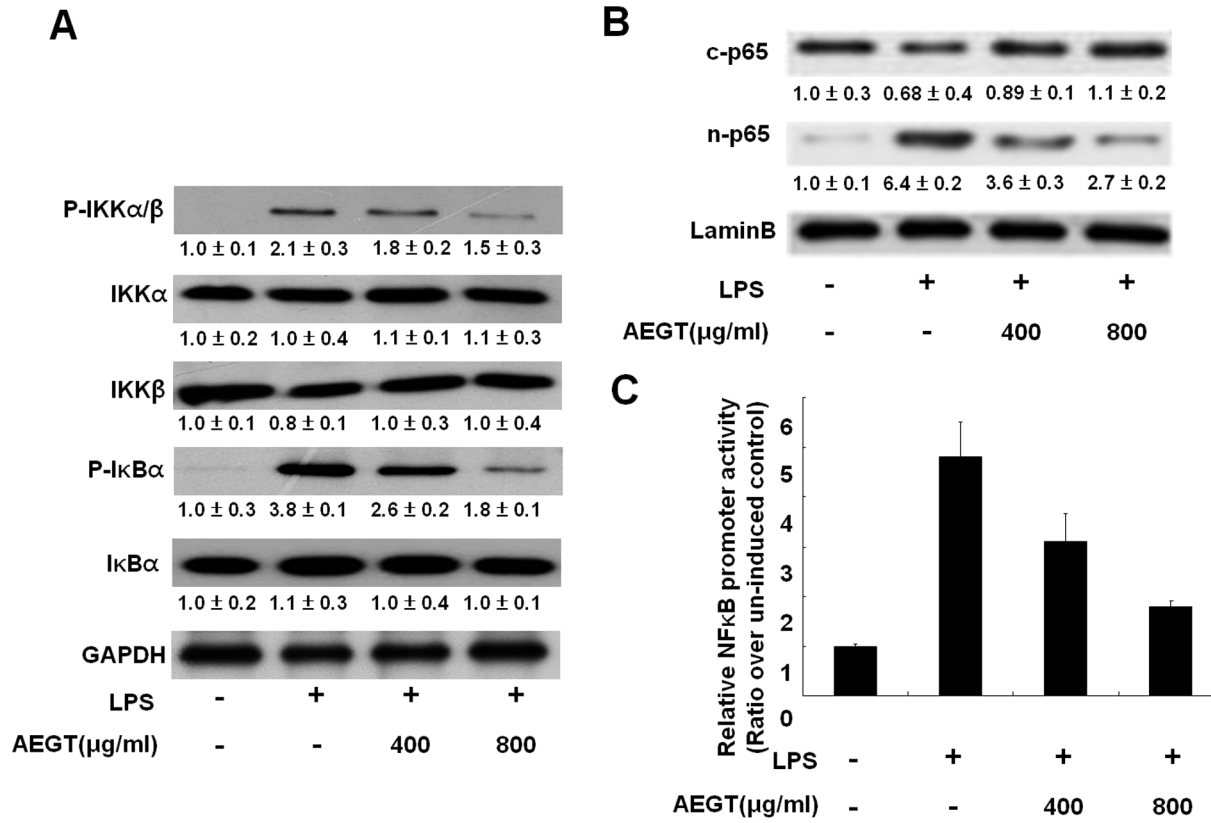 A
P-IKKα/β
1.0 ± 0.1 2.1 ± 0.3 1.8 ± 0.2 1.5 ± 0.3
IKKα
1.0 ± 0.2 1.0 ± 0.4 1.1 ± 0.1 1.1 ± 0.3
IKKβ
1.0 ± 0.1 0.8 ± 0.1 1.0 ± 0.3 1.0 ± 0.4
P-IκBα
1.0 ± 0.3 3.8 ± 0.1 2.6 ± 0.2 1.8 ± 0.1
IκBα
1.0 ± 0.2 1.1 ± 0.3 1.0 ± 0.4 1.0 ± 0.1
GAPDH
LPS - + + +
AEGT(μg/ml) - - 400 800
B
c-p65
1.0 ± 0.3 0.68 ± 0.4 0.89 ± 0.1 1.1 ± 0.2
n-p65
1.0 ± 0.1 6.4 ± 0.2 3.6 ± 0.3 2.7 ± 0.2
LaminB
LPS - + + +
AEGT(μg/ml) - - 400 800
C
Relative NFκB promoter activity
(Ratio over un-induced control)
6
5
4
3
2
1
0
LPS - + + +
AEGT(μg/ml) - - 400 800